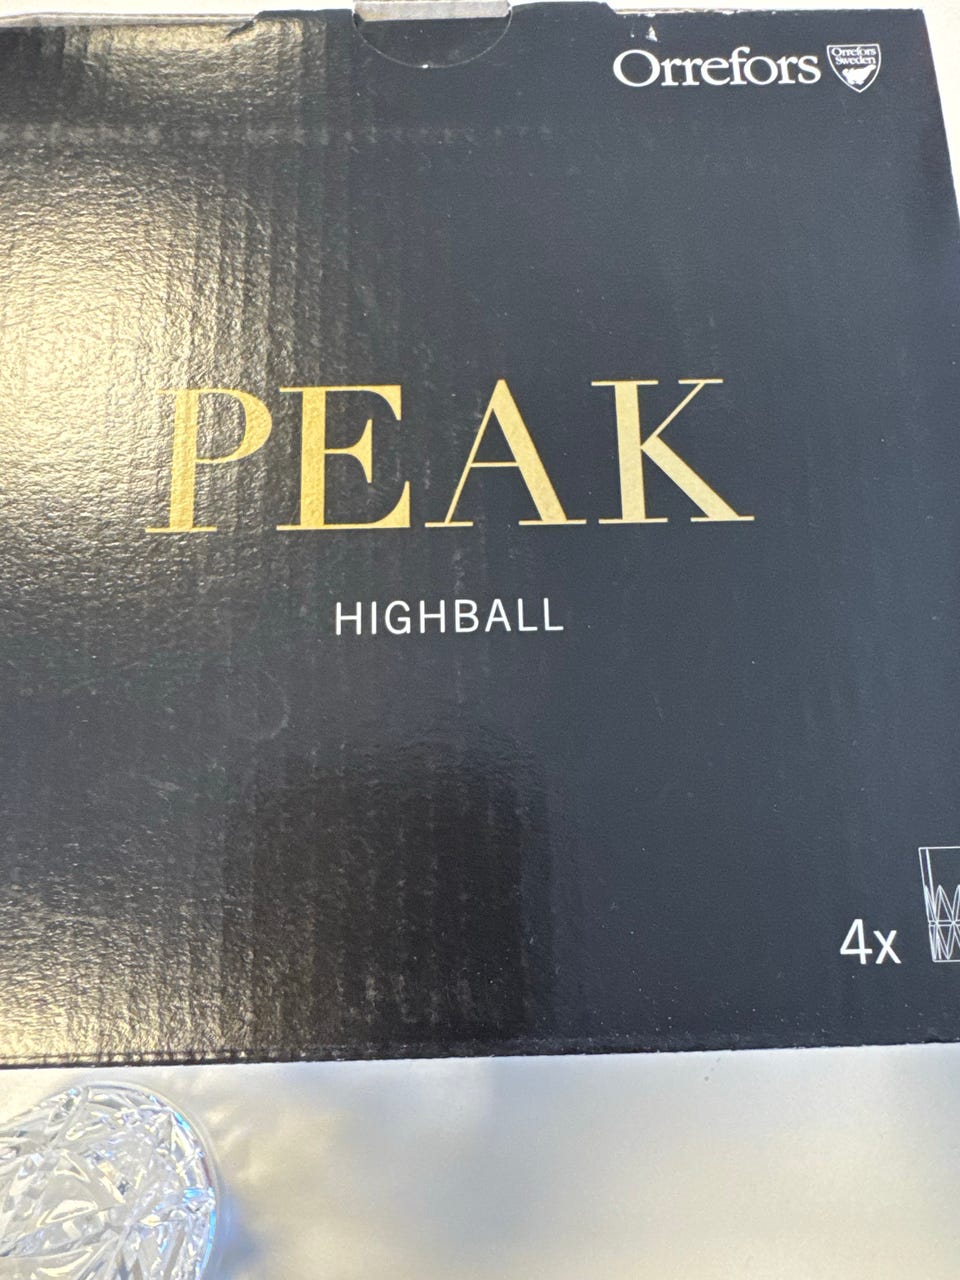 Orrefors
Orrefors
Sweden
PEAK
HIGHBALL
4x